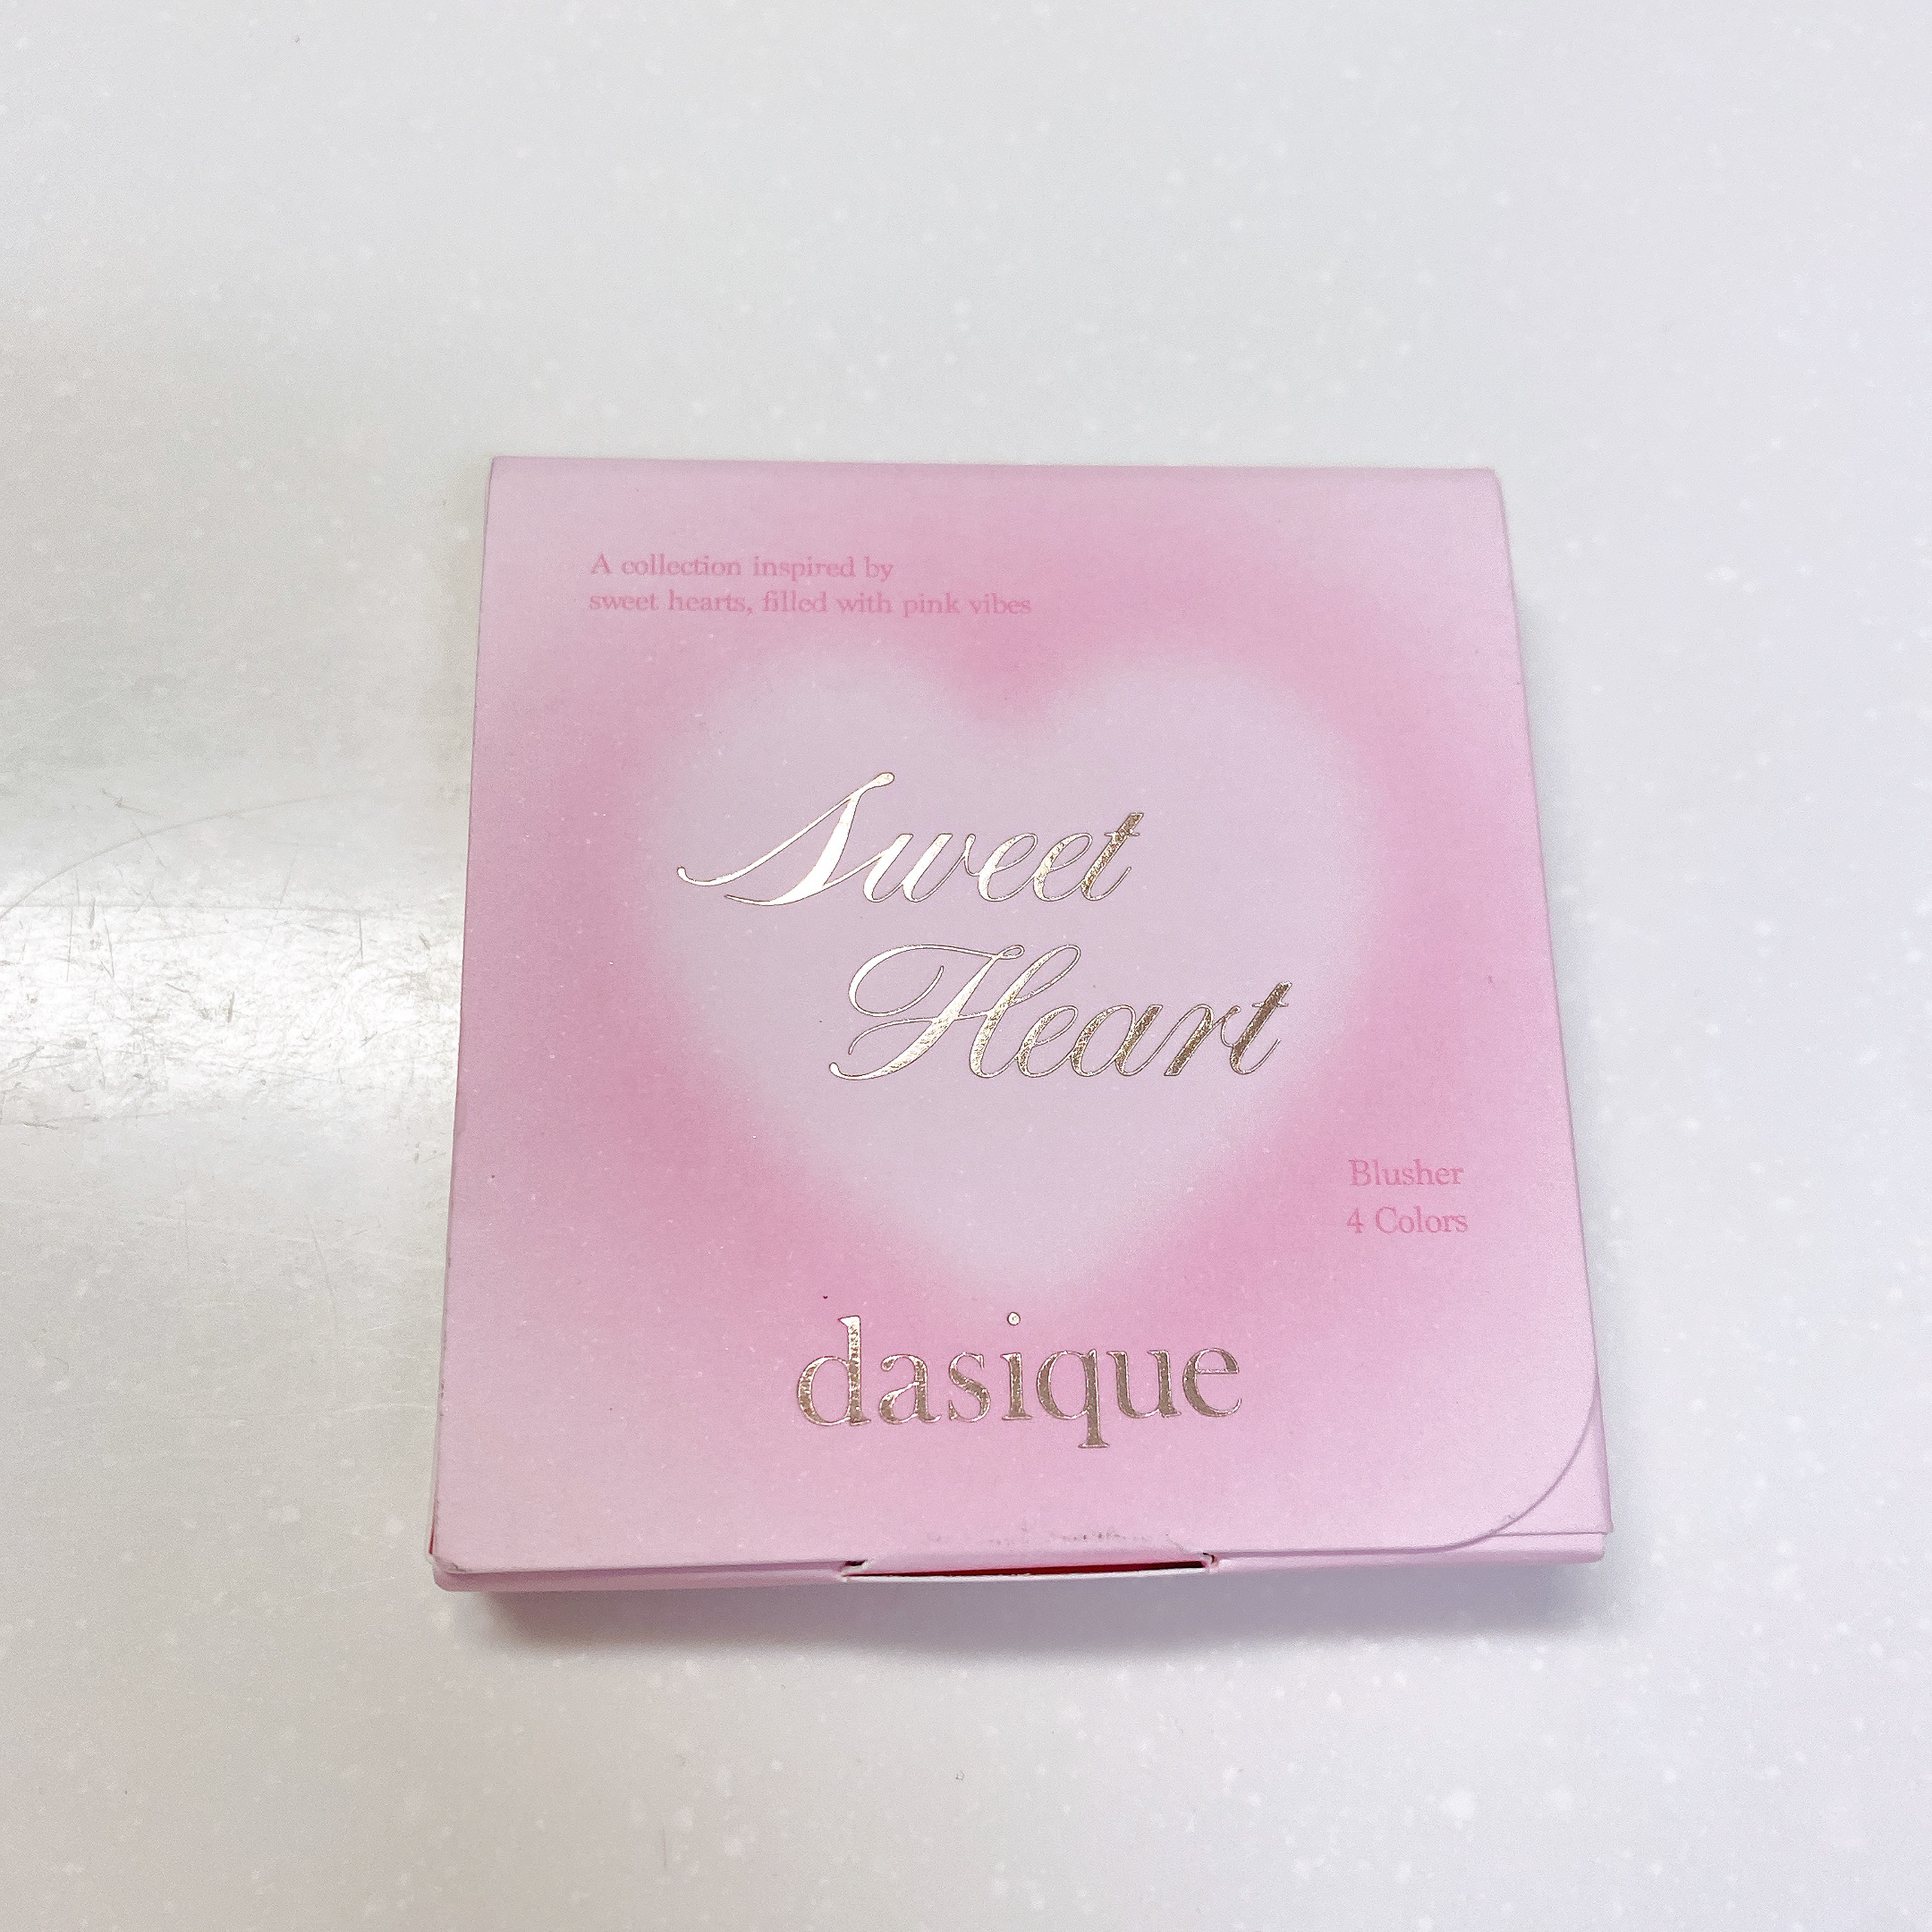 A collection inspired by
sweet hearts, filled with pink vibes
Sweet
Heart
Blusher
4 Colors
dasique